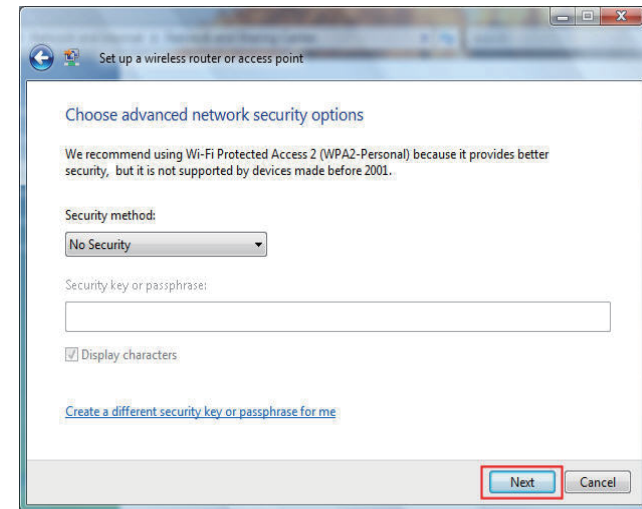 Set up a wireless router or access point
Choose advanced network security options
We recommend using Wi-Fi Protected Access 2 (WPA2-Personal) because it provides better
security, but it is not supported by devices made before 2001.
Security method:
No Security
Security key or passphrase:
Display characters
Create a different security key or passphrase for me
Next Cancel